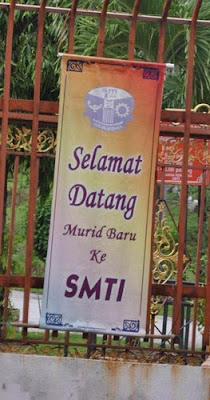 Selamat
Datang
Murid Baru
Ke
SMTI